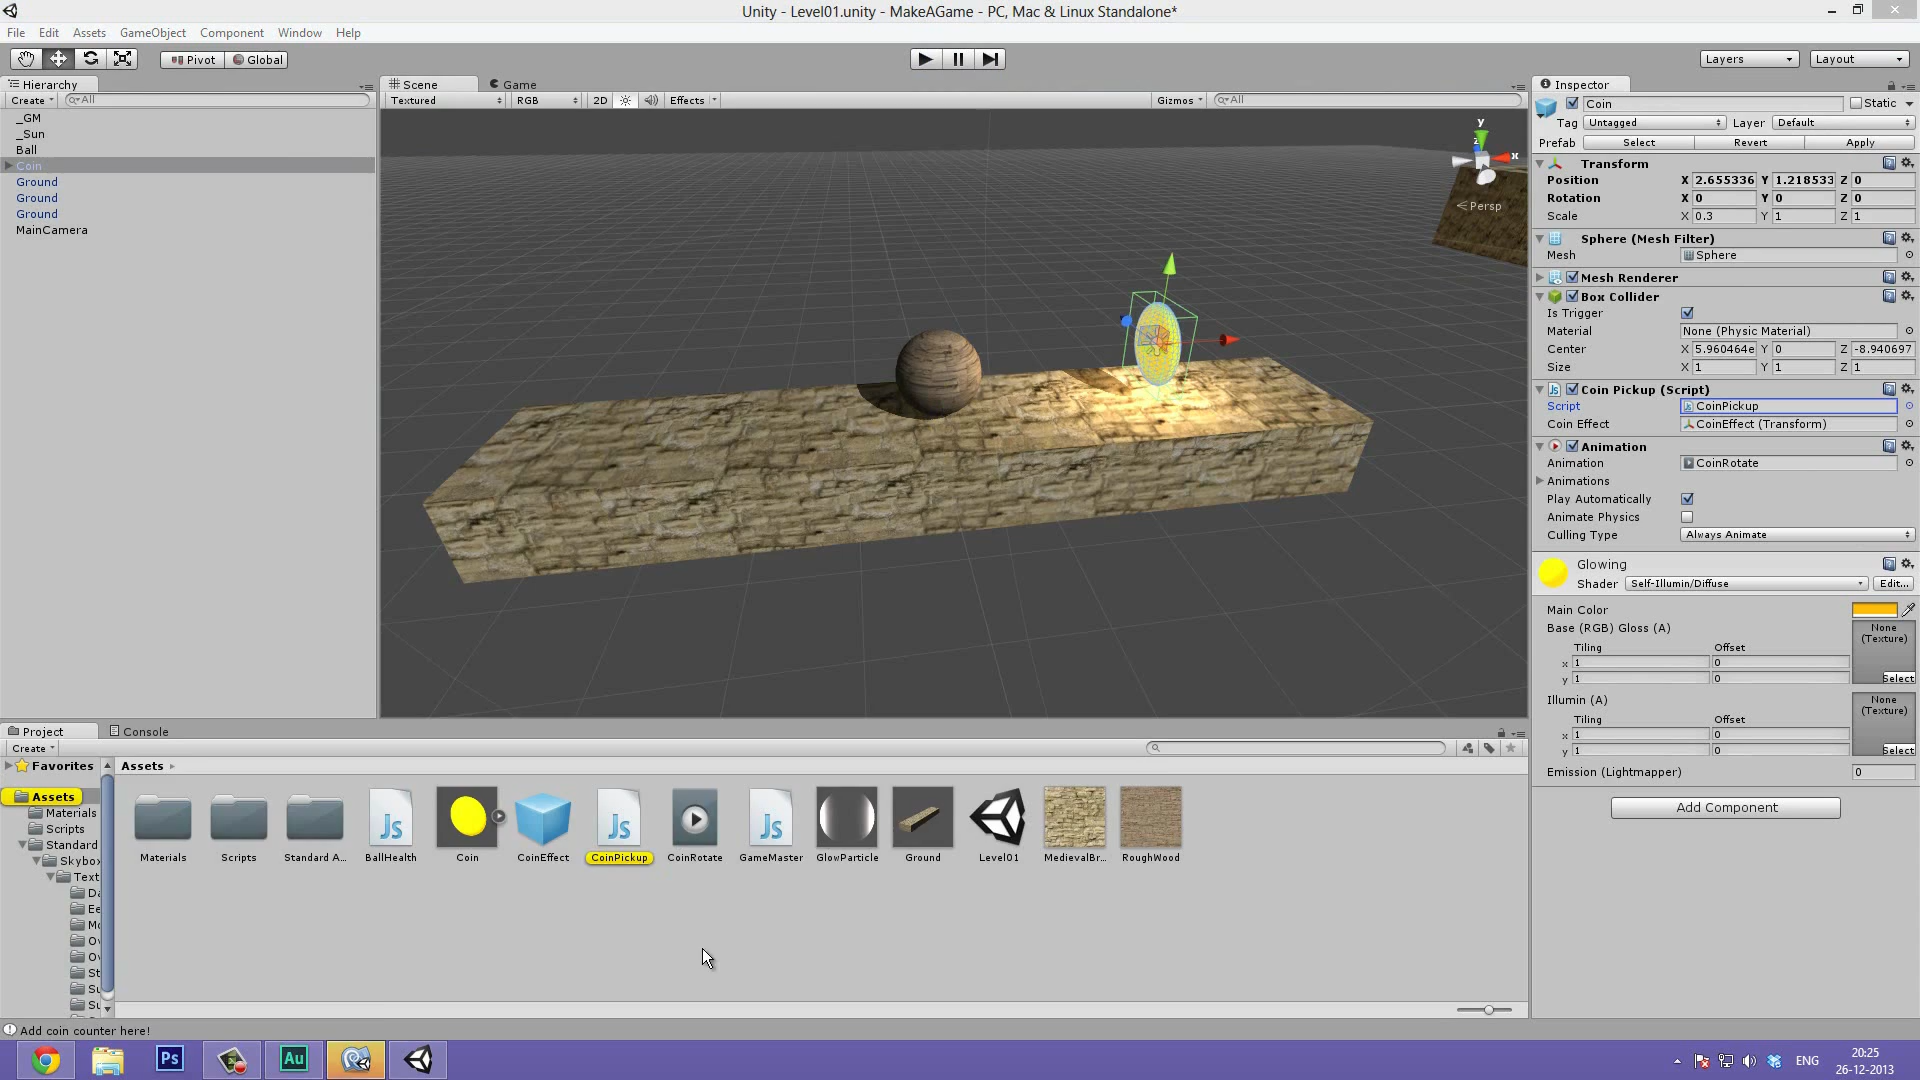 Unity - Level01.unity - MakeAGame - PC, Mac & Linux Standalone*
File Edit Assets GameObject Component Window Help
Pivot Global Layers Layout
Hierarchy
Create All
_GM
_Sun
Ball
Coin
Ground
Ground
Ground
MainCamera
Scene Game
Textured RGB 2D Effects Gizmos All
y
z
x
Persp
Inspector
Coin Static
Tag Untagged Layer Default
Prefab Select Revert Apply
Transform
Position X 2.655336 Y 1.218533 Z 0
Rotation X 0 Y 0 Z 0
Scale X 0.3 Y 1 Z 1
Sphere (Mesh Filter)
Mesh Sphere
Mesh Renderer
Box Collider
Is Trigger
Material None (Physic Material)
Center X 5.960464e Y 0 Z -8.940697
Size X 1 Y 1 Z 1
Coin Pickup (Script)
Script CoinPickup
Coin Effect CoinEffect (Transform)
Animation
Animation CoinRotate
Animations
Play Automatically
Animate Physics
Culling Type Always Animate
Glowing
Shader Self-Illumin/Diffuse Edit...
Main Color
Base (RGB) Gloss (A) None (Texture)
Tiling Offset
x 1 0
y 1 0 Select
Illumin (A) None (Texture)
Tiling Offset
x 1 0
y 1 0 Select
Emission (Lightmapper) 0
Add Component
Project Console
Create
Favorites
Assets
Materials
Scripts
Standard
Skybo
Text
Da
Ee
Mo
Ov
Ov
St
Su
Su
Assets
Materials Scripts Standard A... BallHealth Coin CoinEffect CoinPickup CoinRotate GameMaster GlowParticle Ground Level01 MedievalBr... RoughWood
Js Js Js
Add coin counter here!
Ps Au
ENG
20:25
26-12-2013